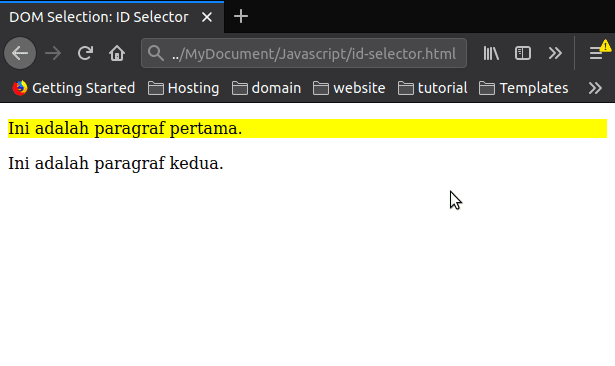 DOM Selection: ID Selector
../MyDocument/Javascript/id-selector.html
Getting Started Hosting domain website tutorial Templates
Ini adalah paragraf pertama.
Ini adalah paragraf kedua.